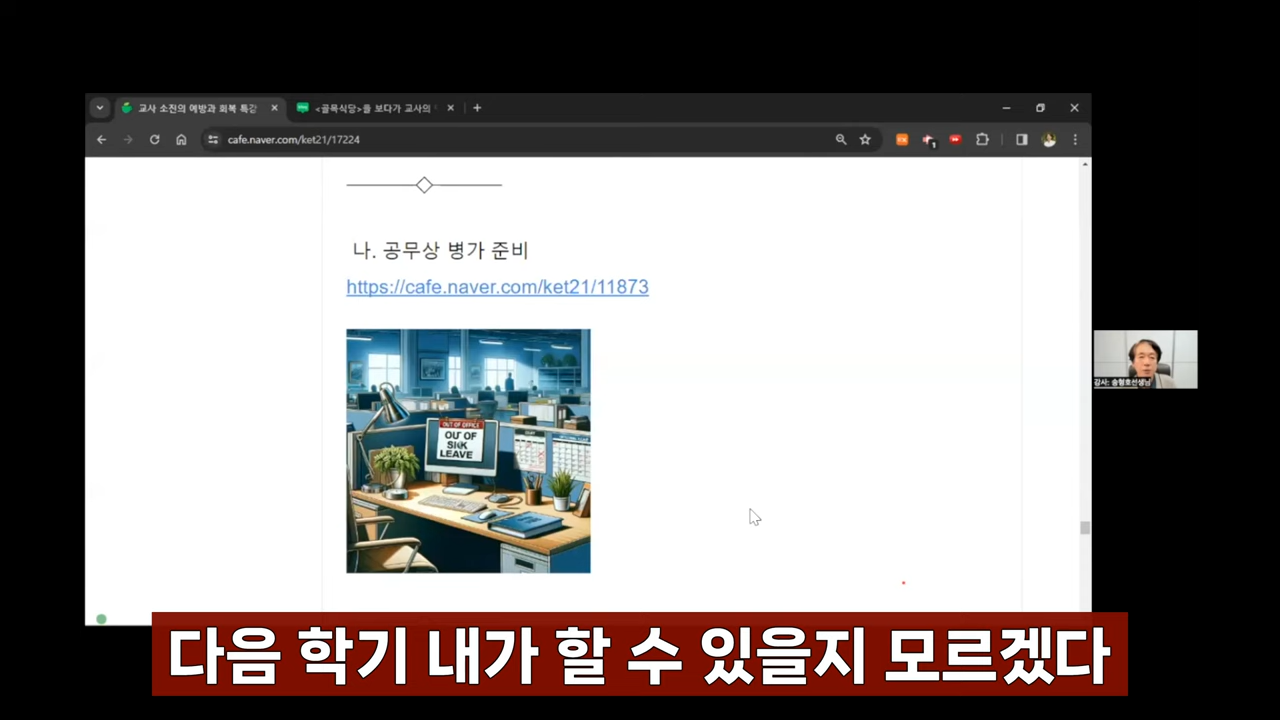 교사 소진의 예방과 회복 특강
<골목식당>을 보다가 교사의
cafe.naver.com/ket21/17224
나. 공무상 병가 준비
https://cafe.naver.com/ket21/11873
OUT OF OFFICE
OUT OF
SICK
LEAVE
강사: 송형호선생님
다음 학기 내가 할 수 있을지 모르겠다